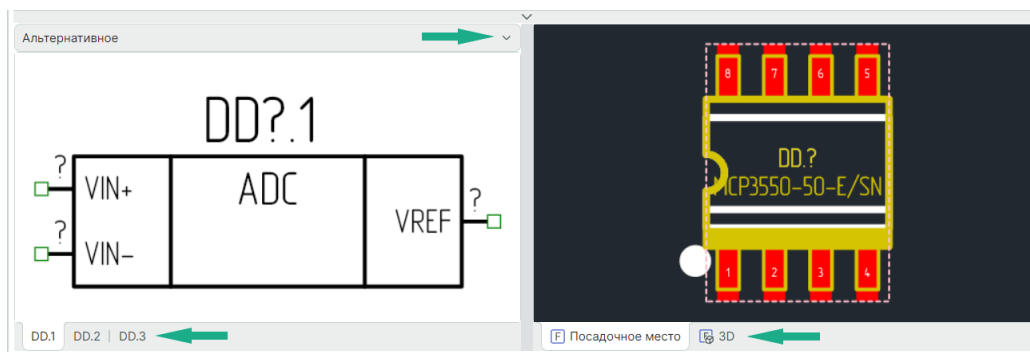 Альтернативное
DD?.1
?
VIN+
ADC
?
VREF
?
VIN-
DD.1 DD.2 DD.3
8 7 6 5
DD.?
MCP3550-50-E/SN
1 2 3 4
F Посадочное место 3D